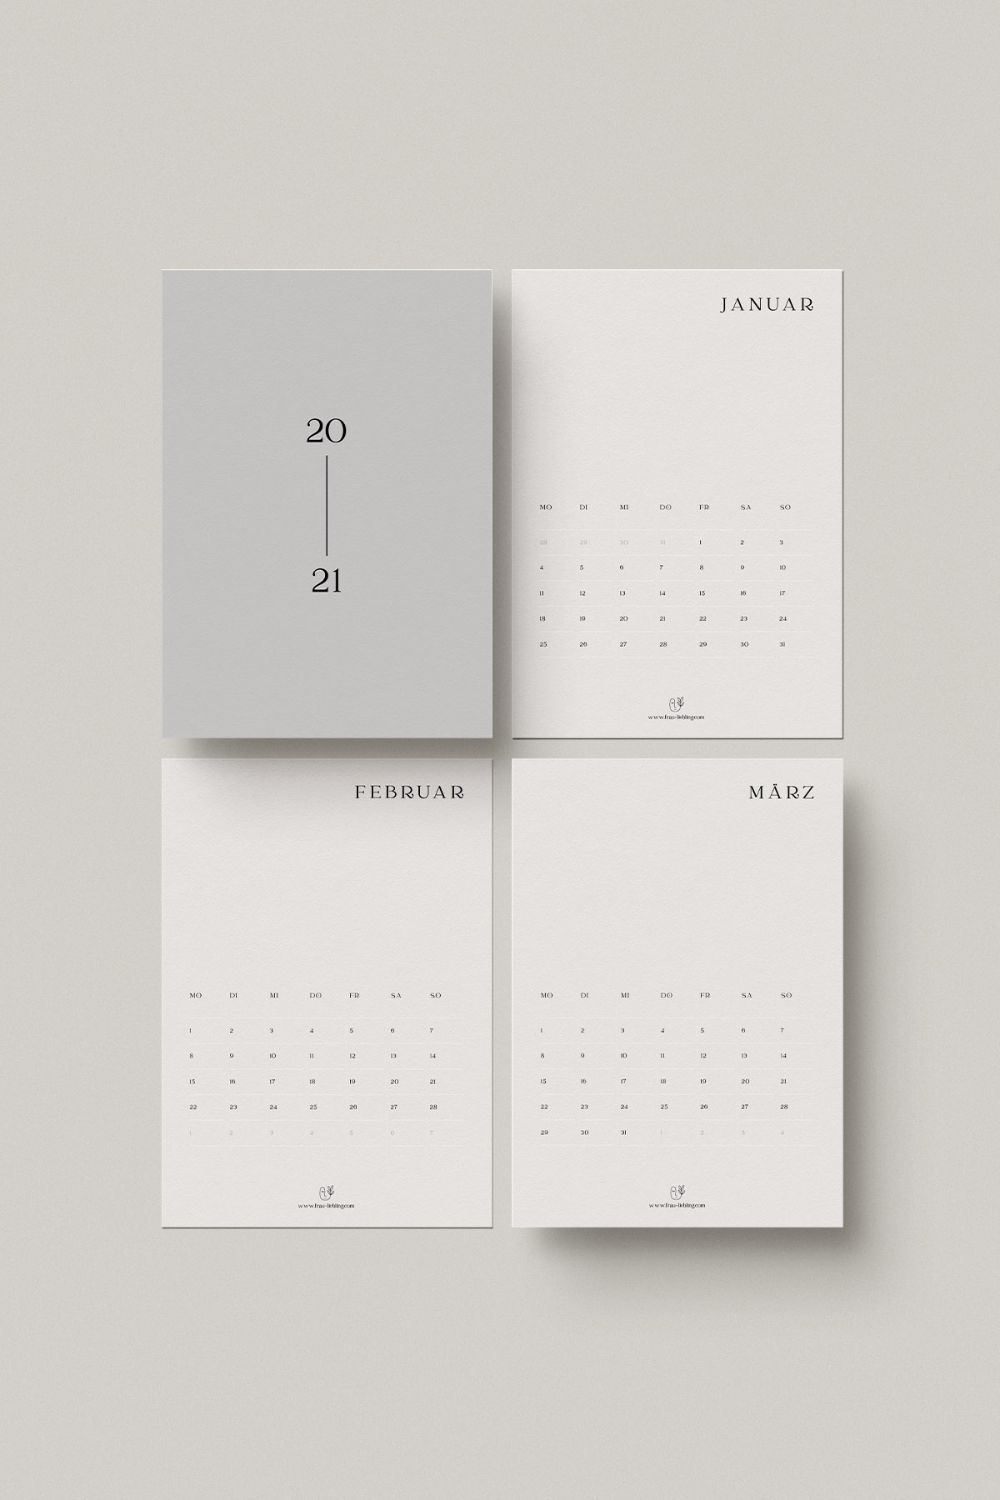 20
21
JANUAR
MO DI MI DO FR SA SO
28 29 30 31 1 2 3
4 5 6 7 8 9 10
11 12 13 14 15 16 17
18 19 20 21 22 23 24
25 26 27 28 29 30 31
www.frau-liebling.com
FEBRUAR
MO DI MI DO FR SA SO
1 2 3 4 5 6 7
8 9 10 11 12 13 14
15 16 17 18 19 20 21
22 23 24 25 26 27 28
1 2 3 4 5 6 7
www.frau-liebling.com
MÄRZ
MO DI MI DO FR SA SO
1 2 3 4 5 6 7
8 9 10 11 12 13 14
15 16 17 18 19 20 21
22 23 24 25 26 27 28
29 30 31 1 2 3 4
www.frau-liebling.com